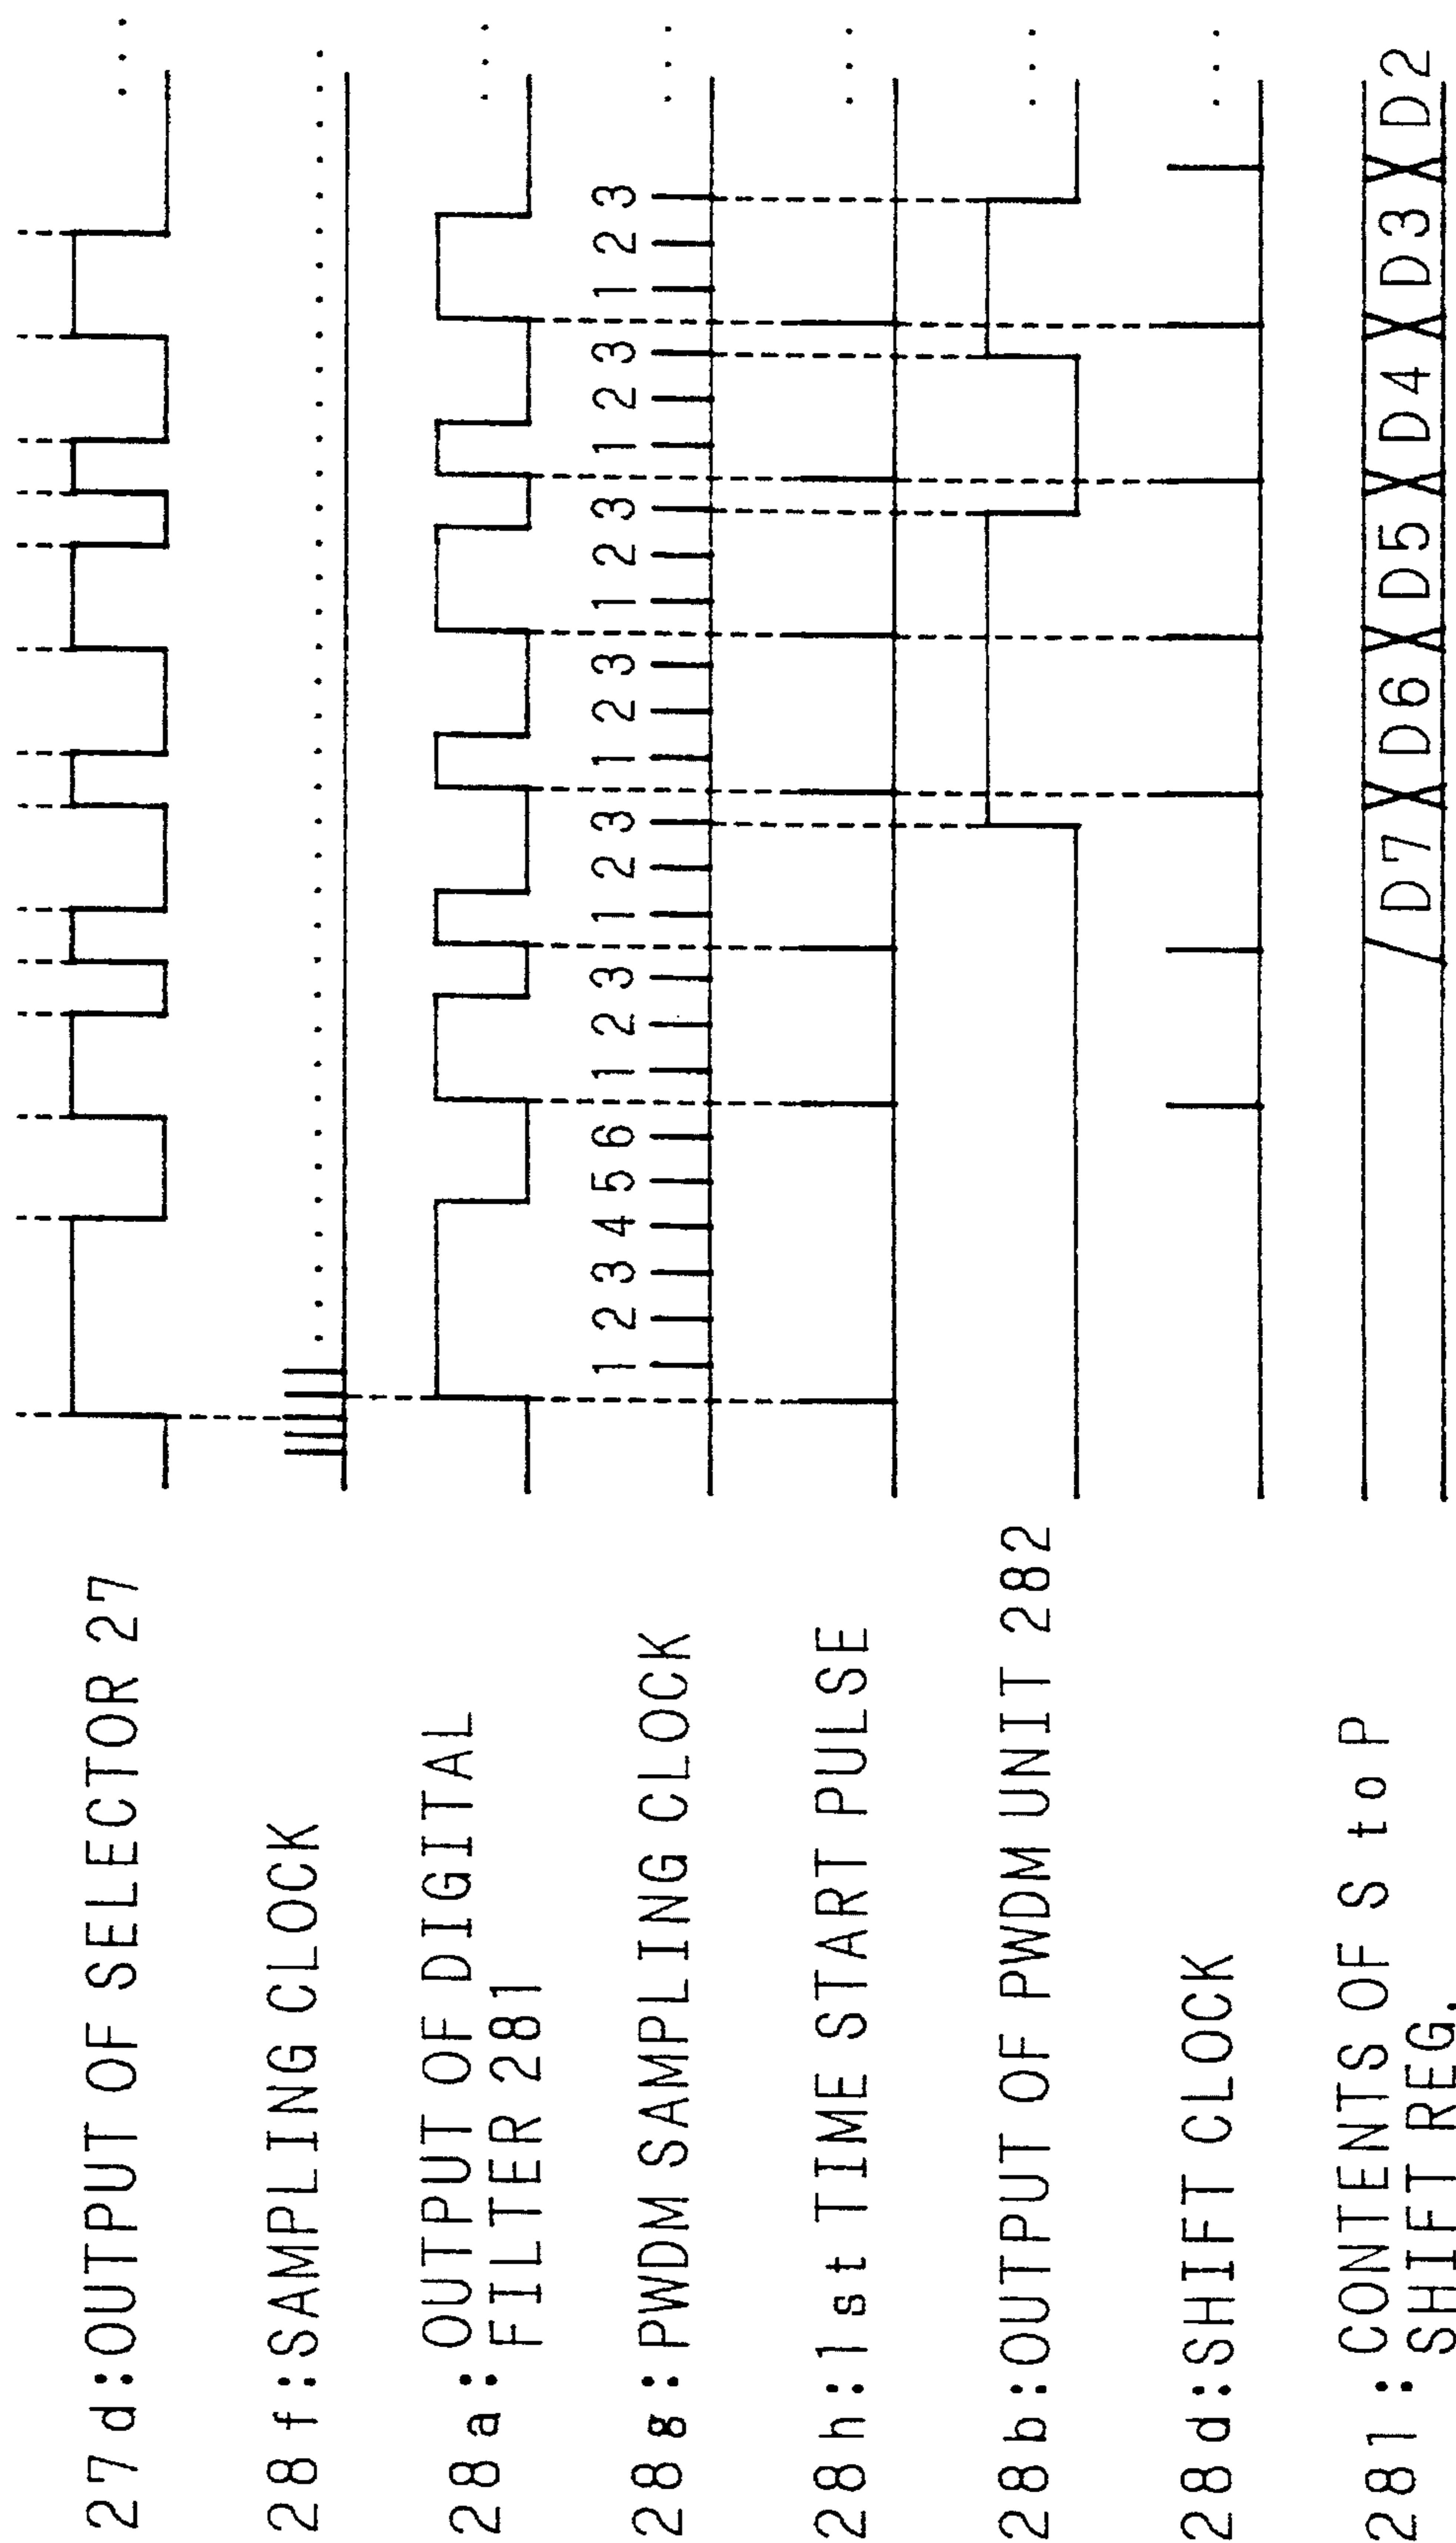 27d:OUTPUT OF SELECTOR 27
28f:SAMPLING CLOCK
28a: OUTPUT OF DIGITAL
FILTER 281
28g: PWDM SAMPLING CLOCK
1 2 3 4 5 6 1 2 3 1 2 3 1 2 3 1 2 3 1 2 3 1 2 3
28h:1st TIME START PULSE
28b:OUTPUT OF PWDM UNIT 282
28d:SHIFT CLOCK
281: CONTENTS OF S to P
SHIFT REG.
D7 D6 D5 D4 D3 D2